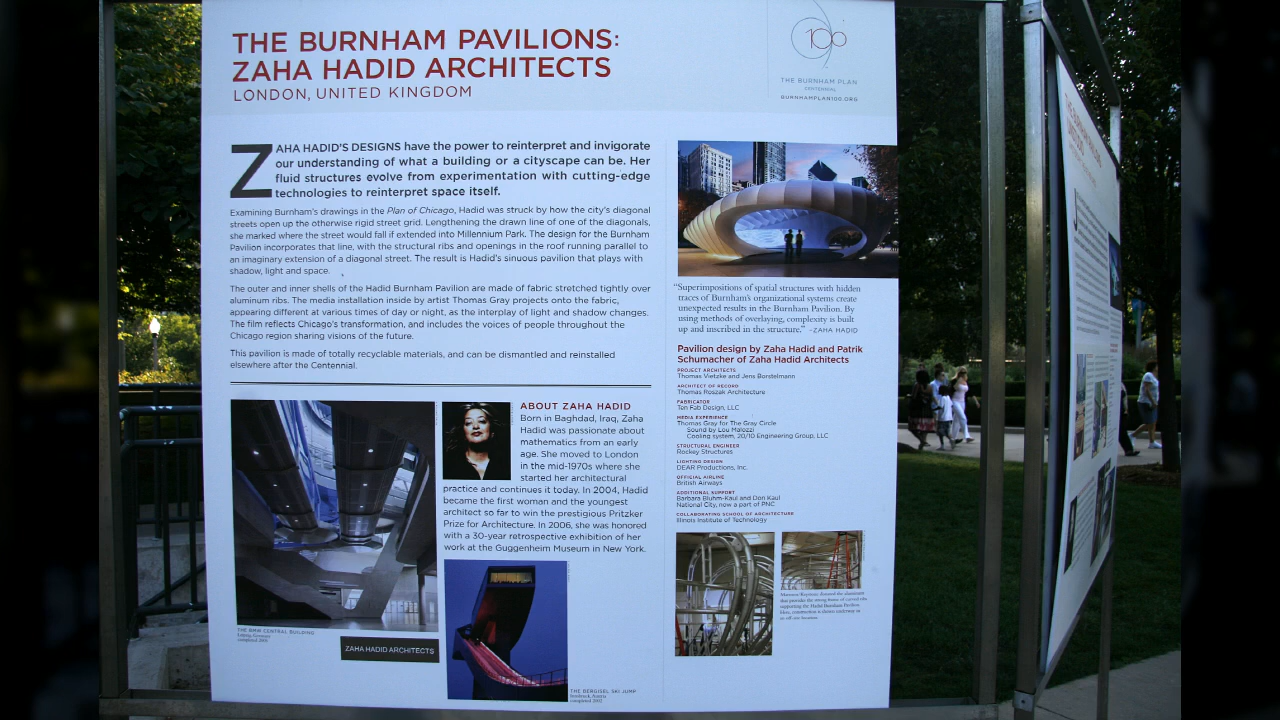 THE BURNHAM PAVILIONS:
ZAHA HADID ARCHITECTS
LONDON, UNITED KINGDOM
100
THE BURNHAM PLAN
CENTENNIAL
BURNHAMPLAN100.ORG
ZAHA HADID'S DESIGNS have the power to reinterpret and invigorate
our understanding of what a building or a cityscape can be. Her
fluid structures evolve from experimentation with cutting-edge
technologies to reinterpret space itself.
Examining Burnham's drawings in the Plan of Chicago, Hadid was struck by how the city's diagonal
streets open up the otherwise rigid street grid. Lengthening the drawn line of one of the diagonals,
she marked where the street would fall if extended into Millennium Park. The design for the Burnham
Pavilion incorporates that line, with the structural ribs and openings in the roof running parallel to
an imaginary extension of a diagonal street. The result is Hadid's sinuous pavilion that plays with
shadow, light and space.
The outer and inner shells of the Hadid Burnham Pavilion are made of fabric stretched tightly over
aluminum ribs. The media installation inside by artist Thomas Gray projects onto the fabric,
appearing different at various times of day or night, as the interplay of light and shadow changes.
The film reflects Chicago's transformation, and includes the voices of people throughout the
Chicago region sharing visions of the future.
This pavilion is made of totally recyclable materials, and can be dismantled and reinstalled
elsewhere after the Centennial.
ABOUT ZAHA HADID
Born in Baghdad, Iraq, Zaha
Hadid was passionate about
mathematics from an early
age. She moved to London
in the mid-1970s where she
started her architectural
practice and continues it today. In 2004, Hadid
became the first woman and the youngest
architect so far to win the prestigious Pritzker
Prize for Architecture. In 2006, she was honored
with a 30-year retrospective exhibition of her
work at the Guggenheim Museum in New York.
THE BMW CENTRAL BUILDING
Leipzig, Germany
completed 2005
ZAHA HADID ARCHITECTS
THE BERGISEL SKI JUMP
Innsbruck, Austria
completed 2002
"Superimpositions of spatial structures with hidden
traces of Burnham's organizational systems create
unexpected results in the Burnham Pavilion. By
using methods of overlaying, complexity is built
up and inscribed in the structure." –ZAHA HADID
Pavilion design by Zaha Hadid and Patrik
Schumacher of Zaha Hadid Architects
PROJECT ARCHITECTS
Thomas Vietzke and Jens Borstelmann
ARCHITECT OF RECORD
Thomas Roszak Architecture
FABRICATOR
Ten Fab Design, LLC
MEDIA EXPERIENCE
Thomas Gray for The Gray Circle
Sound by Lou Malozzi
Cooling system, 20/10 Engineering Group, LLC
STRUCTURAL ENGINEER
Rockey Structures
LIGHTING DESIGN
DEAR Productions, Inc.
OFFICIAL AIRLINE
British Airways
ADDITIONAL SUPPORT
Barbara Bluhm-Kaul and Don Kaul
National City, now a part of PNC
COLLABORATING SCHOOL OF ARCHITECTURE
Illinois Institute of Technology